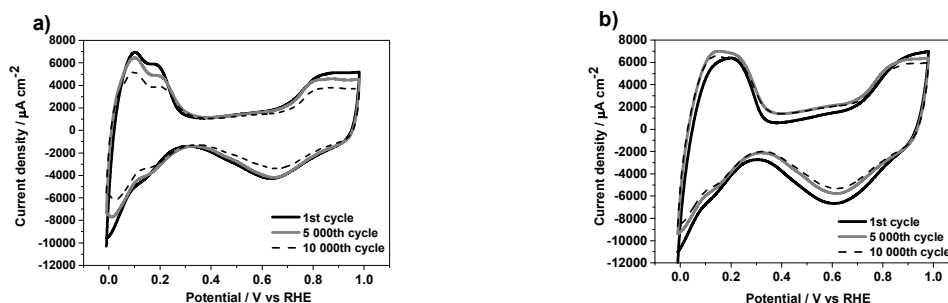 a)
8000
6000
4000
2000
0
-2000
-4000
-6000
-8000
-10000
-12000
Current density / μA cm⁻²
1st cycle
5 000th cycle
10 000th cycle
0.0 0.2 0.4 0.6 0.8 1.0
Potential / V vs RHE
b)
8000
6000
4000
2000
0
-2000
-4000
-6000
-8000
-10000
-12000
Current density / μA cm⁻²
1st cycle
5 000th cycle
10 000th cycle
0.0 0.2 0.4 0.6 0.8 1.0
Potential / V vs RHE